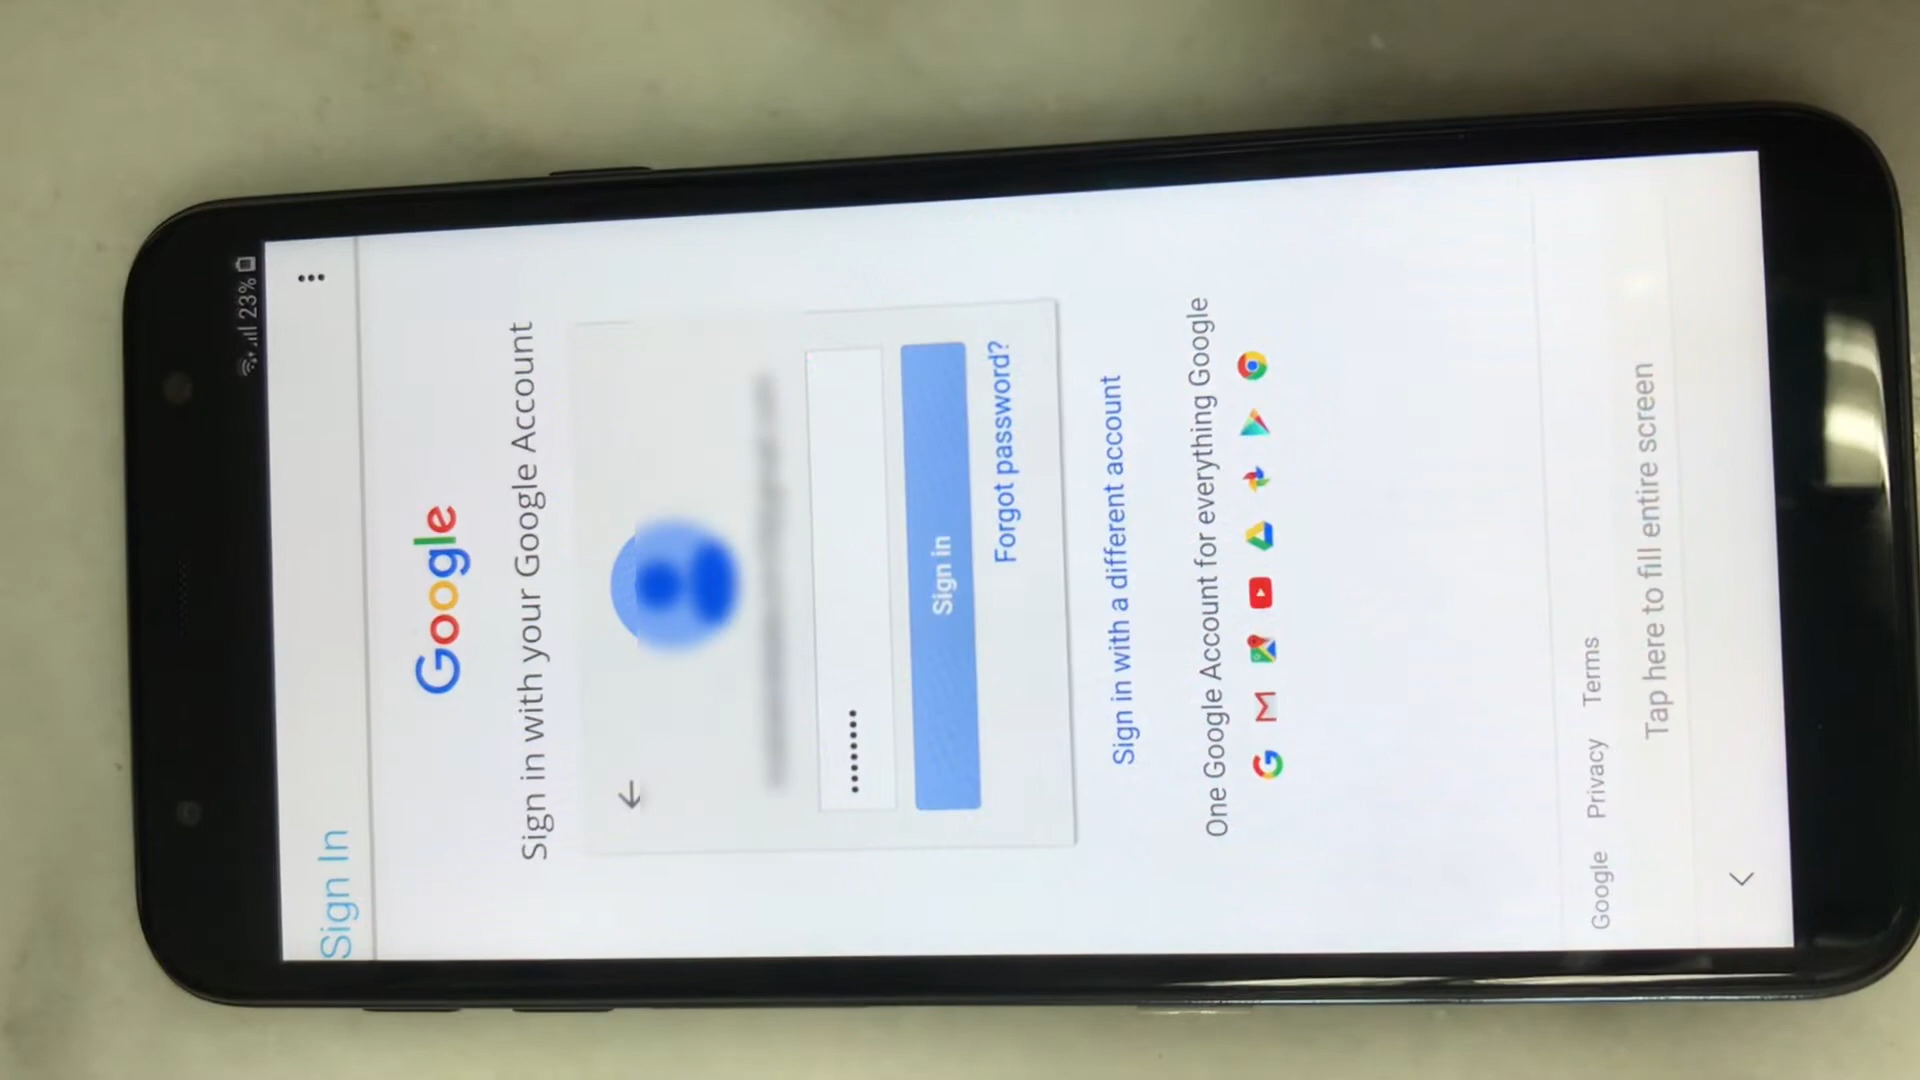 23%
Sign In
Google
Sign in with your Google Account
••••••••
Sign in
Forgot password?
Sign in with a different account
One Google Account for everything Google
Google Privacy Terms
Tap here to fill entire screen